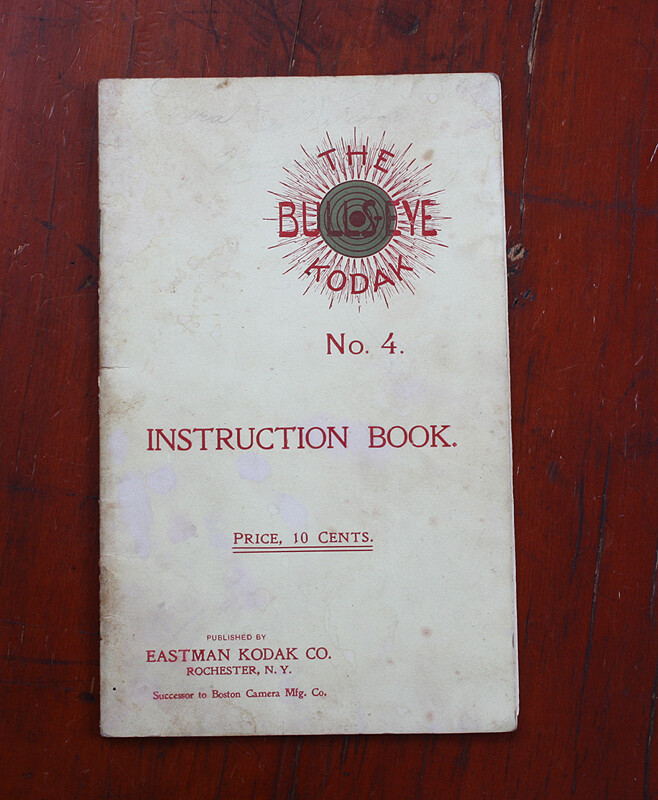 THE
BULLS-EYE
KODAK
No. 4.
INSTRUCTION BOOK.
PRICE, 10 CENTS.
PUBLISHED BY
EASTMAN KODAK CO.
ROCHESTER, N. Y.
Successor to Boston Camera Mfg. Co.